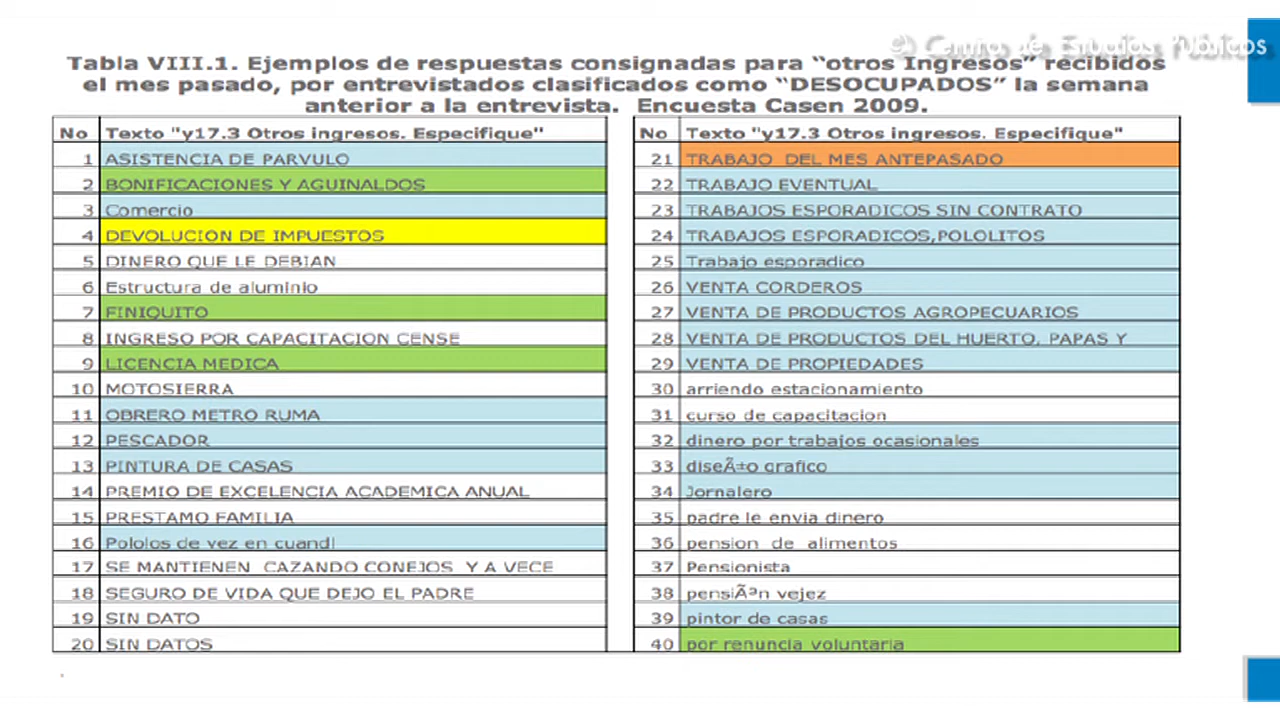 © Centro de Estudios Públicos
Tabla VIII.1. Ejemplos de respuestas consignadas para “otros Ingresos” recibidos
el mes pasado, por entrevistados clasificados como “DESOCUPADOS” la semana
anterior a la entrevista. Encuesta Casen 2009.
No Texto "y17.3 Otros ingresos. Especifique"
1 ASISTENCIA DE PARVULO
2 BONIFICACIONES Y AGUINALDOS
3 Comercio
4 DEVOLUCION DE IMPUESTOS
5 DINERO QUE LE DEBIAN
6 Estructura de aluminio
7 FINIQUITO
8 INGRESO POR CAPACITACION CENSE
9 LICENCIA MEDICA
10 MOTOSIERRA
11 OBRERO METRO RUMA
12 PESCADOR
13 PINTURA DE CASAS
14 PREMIO DE EXCELENCIA ACADEMICA ANUAL
15 PRESTAMO FAMILIA
16 Pololos de vez en cuandl
17 SE MANTIENEN CAZANDO CONEJOS Y A VECE
18 SEGURO DE VIDA QUE DEJO EL PADRE
19 SIN DATO
20 SIN DATOS
No Texto "y17.3 Otros ingresos. Especifique"
21 TRABAJO DEL MES ANTEPASADO
22 TRABAJO EVENTUAL
23 TRABAJOS ESPORADICOS SIN CONTRATO
24 TRABAJOS ESPORADICOS,POLOLITOS
25 Trabajo esporadico
26 VENTA CORDEROS
27 VENTA DE PRODUCTOS AGROPECUARIOS
28 VENTA DE PRODUCTOS DEL HUERTO, PAPAS Y
29 VENTA DE PROPIEDADES
30 arriendo estacionamiento
31 curso de capacitacion
32 dinero por trabajos ocasionales
33 diseÃ±o grafico
34 Jornalero
35 padre le envia dinero
36 pension de alimentos
37 Pensionista
38 pensiÃªn vejez
39 pintor de casas
40 por renuncia voluntaria